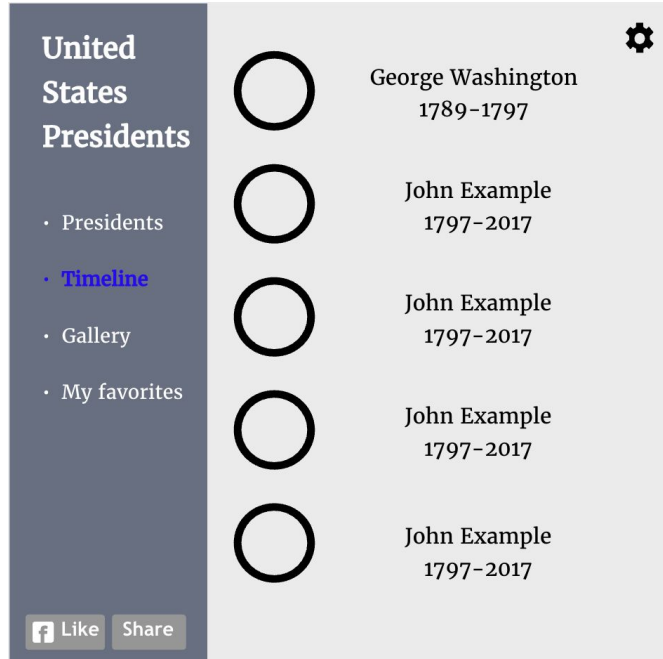 United
States
Presidents
· Presidents
· Timeline
· Gallery
· My favorites
Like
Share
George Washington
1789-1797
John Example
1797-2017
John Example
1797-2017
John Example
1797-2017
John Example
1797-2017